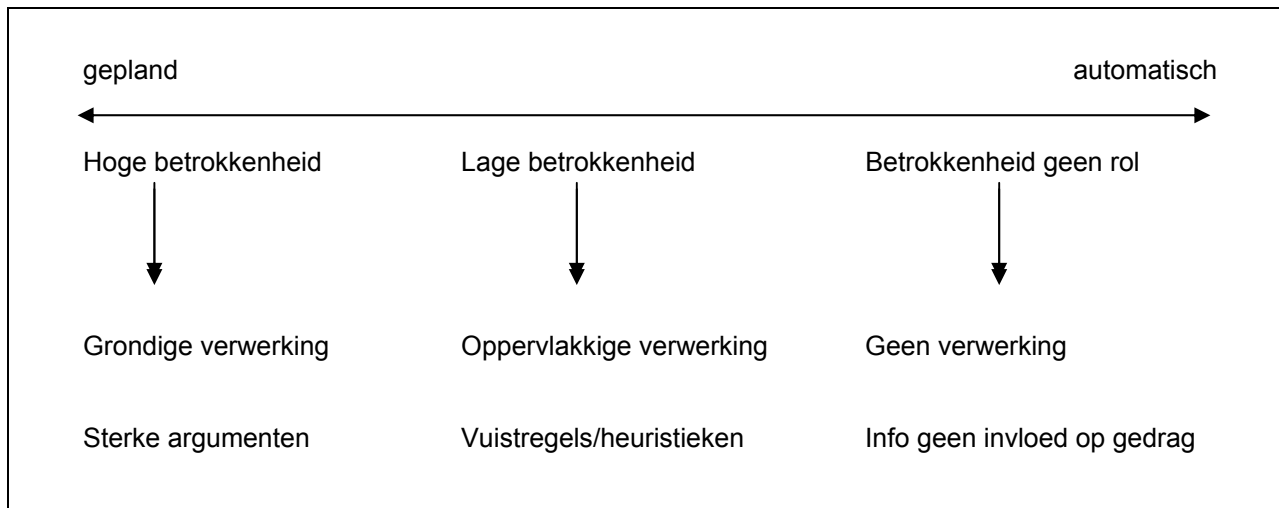 gepland automatisch
Hoge betrokkenheid Lage betrokkenheid Betrokkenheid geen rol
Grondige verwerking Oppervlakkige verwerking Geen verwerking
Sterke argumenten Vuistregels/heuristieken Info geen invloed op gedrag